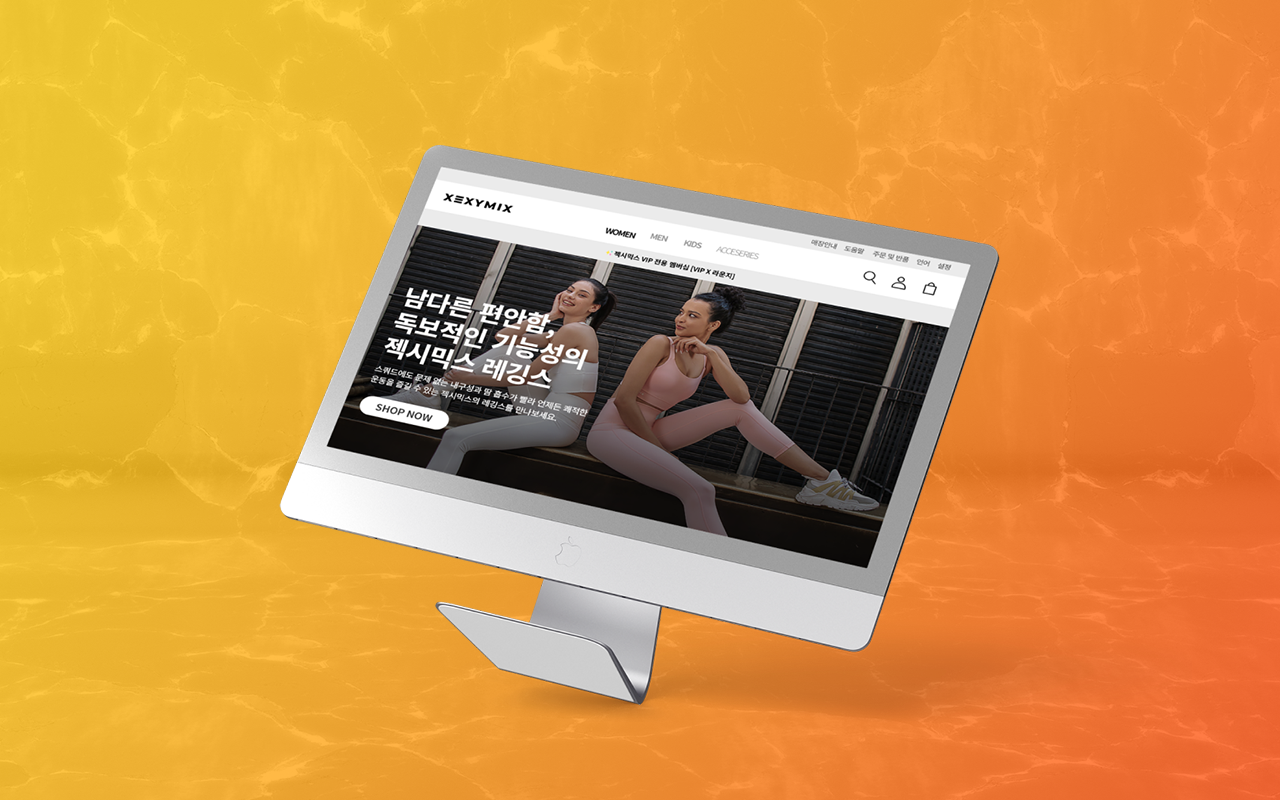 매장안내 도움말 주문 및 반품 언어 설정
XEXYMIX
WOMEN MEN KIDS ACCESERIES
✨ 젝시믹스 VIP 전용 멤버십 [VIP X 라운지]
남다른 편안함,
독보적인 기능성의
젝시믹스 레깅스
스쿼드에도 문제 없는 내구성과 땀 흡수가 빨라 언제든 쾌적한
운동을 즐길 수 있는 젝시믹스의 레깅스를 만나보세요.
SHOP NOW